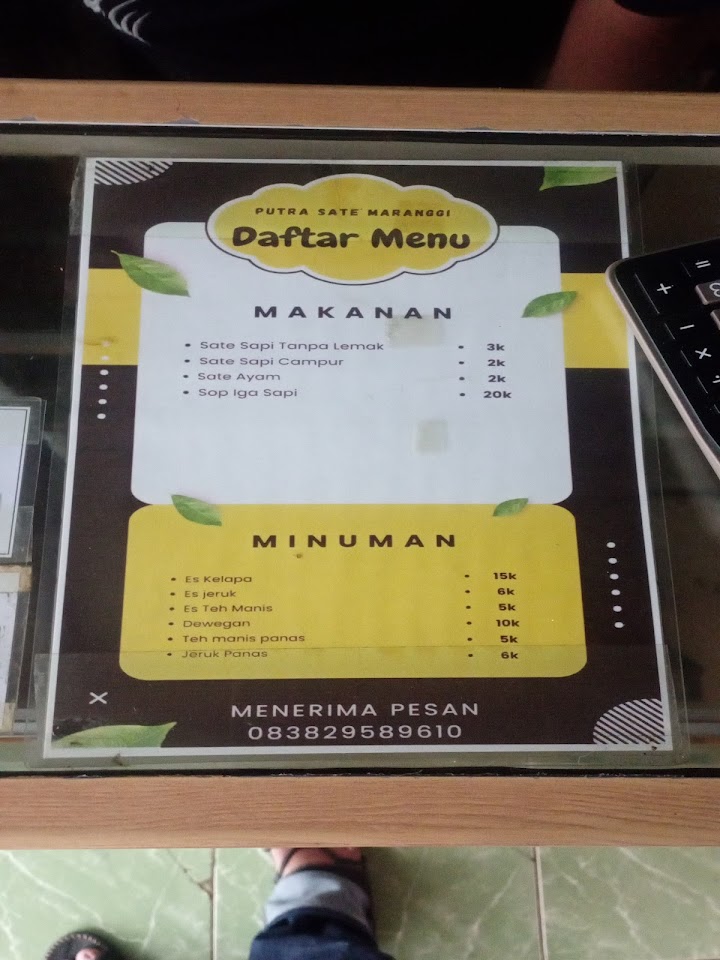 PUTRA SATE MARANGGI
Daftar Menu
MAKANAN
• Sate Sapi Tanpa Lemak • 3k
• Sate Sapi Campur • 2k
• Sate Ayam • 2k
• Sop Iga Sapi • 20k
MINUMAN
• Es Kelapa • 15k
• Es jeruk • 6k
• Es Teh Manis • 5k
• Dewegan • 10k
• Teh manis panas • 5k
• Jeruk Panas • 6k
MENERIMA PESAN
083829589610